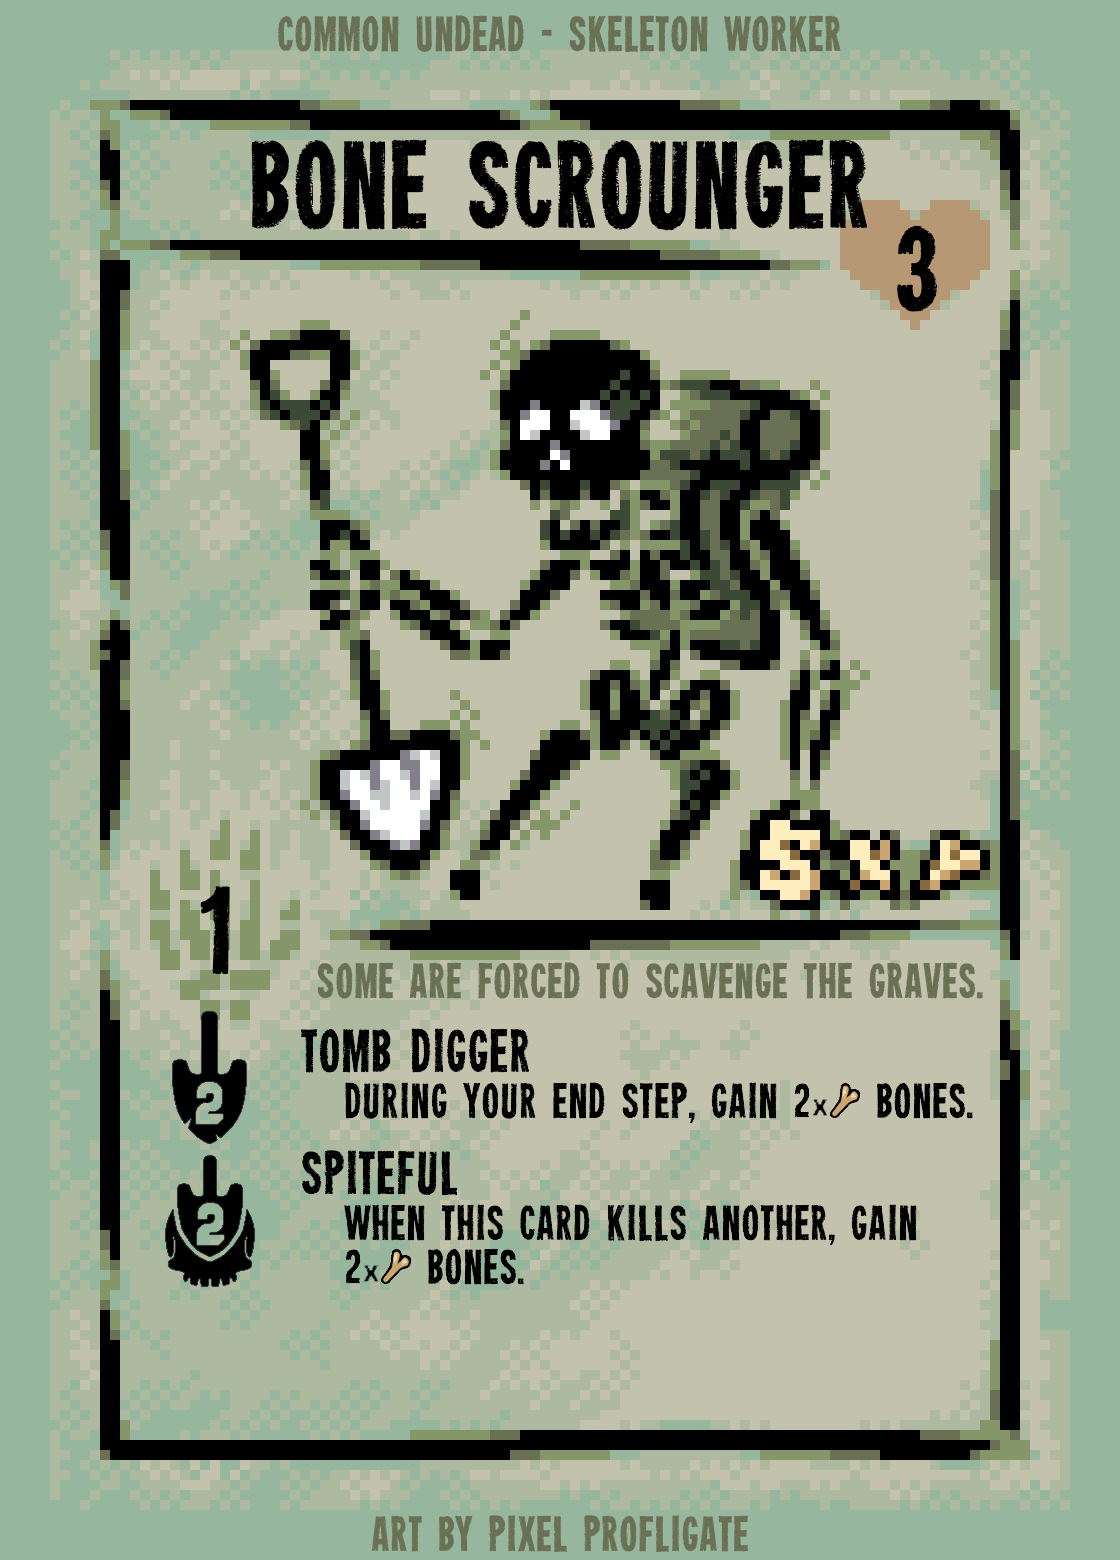 COMMON UNDEAD - SKELETON WORKER
BONE SCROUNGER
3
5 X
1
SOME ARE FORCED TO SCAVENGE THE GRAVES.
2
TOMB DIGGER
DURING YOUR END STEP, GAIN 2x BONES.
2
SPITEFUL
WHEN THIS CARD KILLS ANOTHER, GAIN
2x BONES.
ART BY PIXEL PROFLIGATE